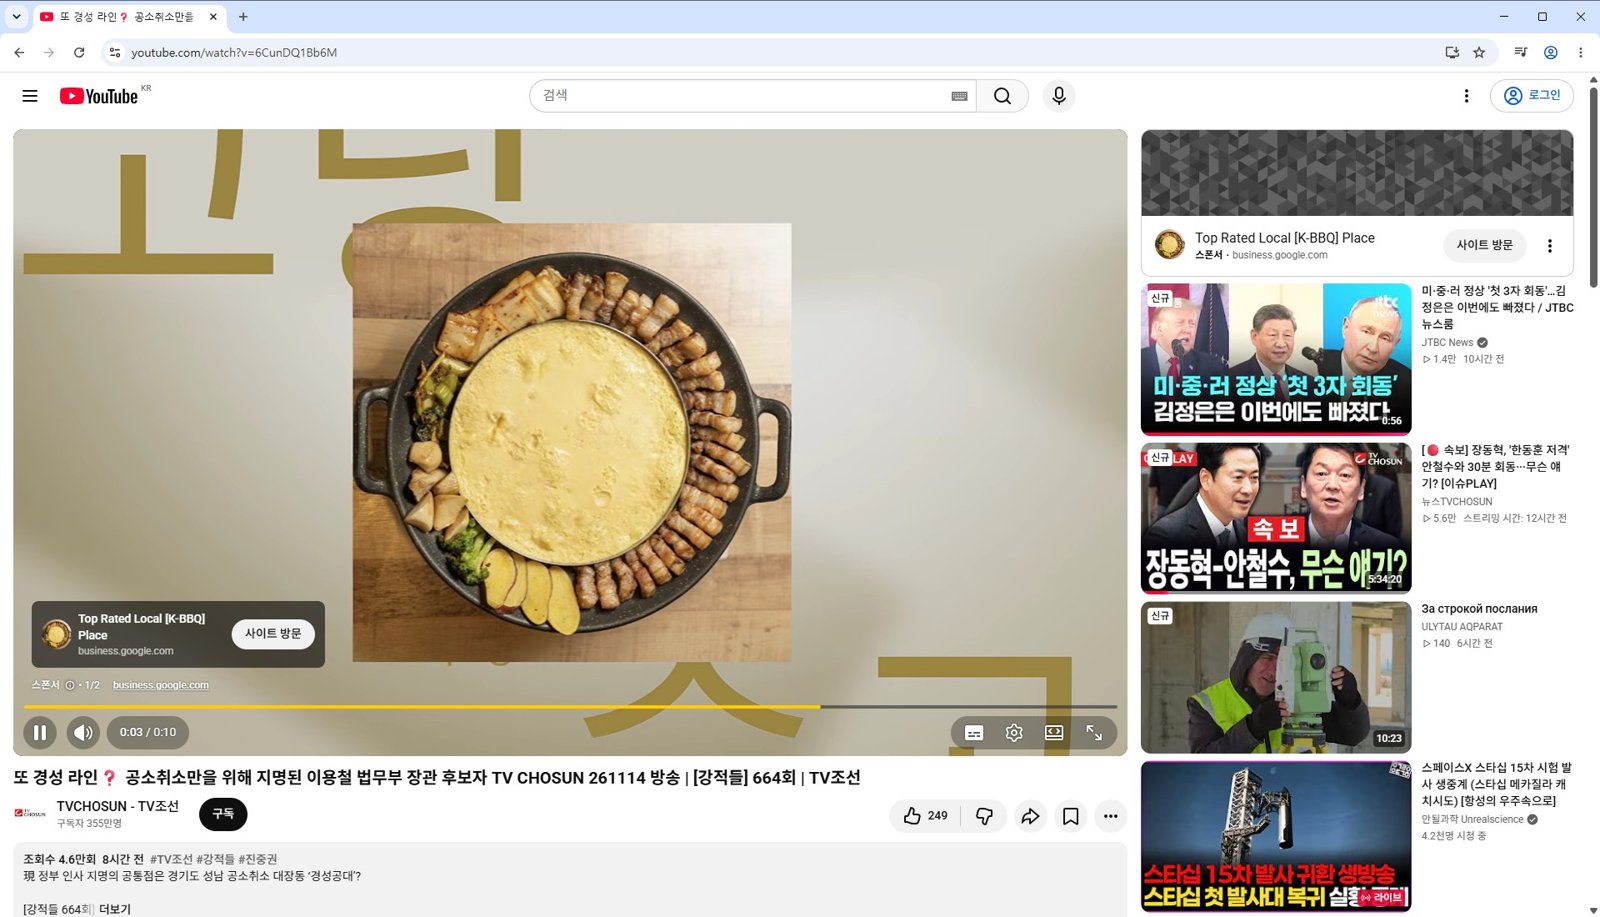 또 경성 라인❓ 공소취소만을
youtube.com/watch?v=6CunDQ1Bb6M
YouTube KR
검색
로그인
Top Rated Local [K-BBQ]
Place
business.google.com
사이트 방문
스폰서 • 1/2 business.google.com
0:03 / 0:10
또 경성 라인❓ 공소취소만을 위해 지명된 이용철 법무부 장관 후보자 TV CHOSUN 261114 방송 | [강적들] 664회 | TV조선
TVCHOSUN - TV조선
구독자 355만명
구독
249
조회수 4.6만회 8시간 전 #TV조선 #강적들 #진중권
現 정부 인사 지명의 공통점은 경기도 성남 공소취소 대장동 '경성공대'?
[강적들 664회] 더보기
Top Rated Local [K-BBQ] Place
스폰서 · business.google.com
사이트 방문
신규
jtbc
news
미·중·러 정상 '첫 3자 회동'
김정은은 이번에도 빠졌다
0:56
미·중·러 정상 '첫 3자 회동'...김
정은은 이번에도 빠졌다 / JTBC
뉴스룸
JTBC News
1.4만 10시간 전
신규
PLAY
TV CHOSUN
속보
장동혁-안철수, 무슨 얘기?
5:34:20
[🔴 속보] 장동혁, '한동훈 저격'
안철수와 30분 회동…무슨 얘
기? [이슈PLAY]
뉴스TVCHOSUN
5.6만 스트리밍 시간: 12시간 전
신규
10:23
За строкой послания
ULYTAU AQPARAT
140 6시간 전
스타십 15차 발사 귀환 생방송
스타십 첫 발사대 복귀
라이브
스페이스X 스타십 15차 시험 발
사 생중계 (스타십 메카질라 캐
치시도) [항성의 우주속으로]
안될과학 Unrealscience
4.2천명 시청 중